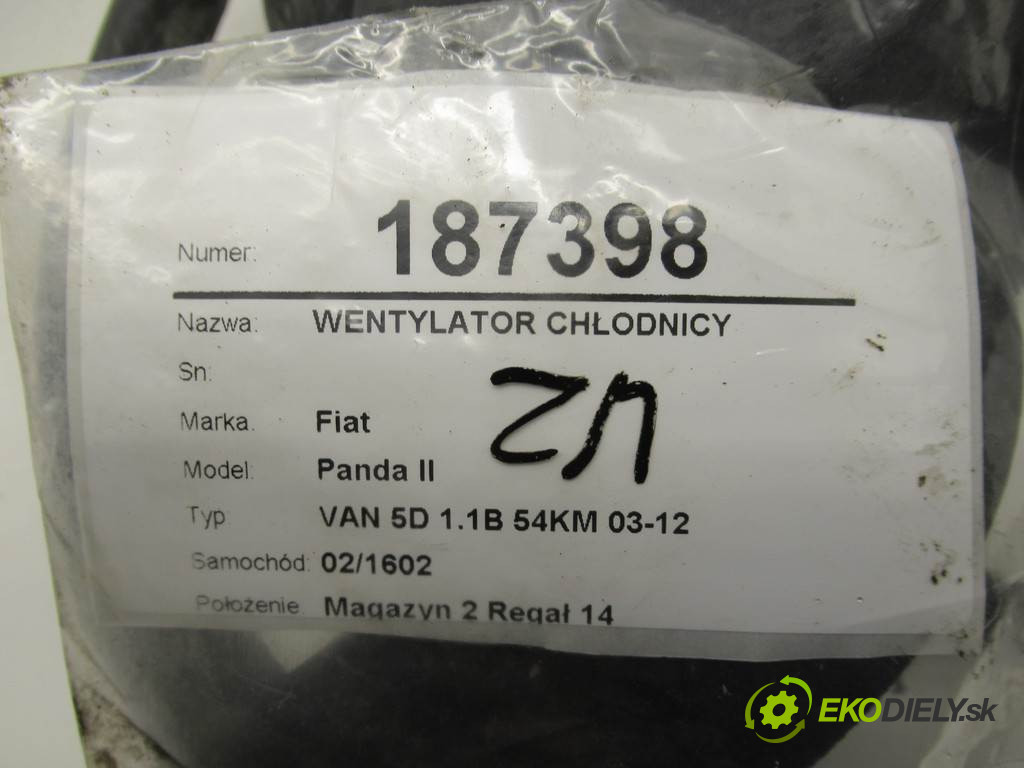 Numer: 187398
Nazwa: WENTYLATOR CHŁODNICY
Sn:
Marka: Fiat
Model: Panda II
Typ VAN 5D 1.1B 54KM 03-12
Samochód: 02/1602
Położenie: Magazyn 2 Regał 14
EKODIELY.sk